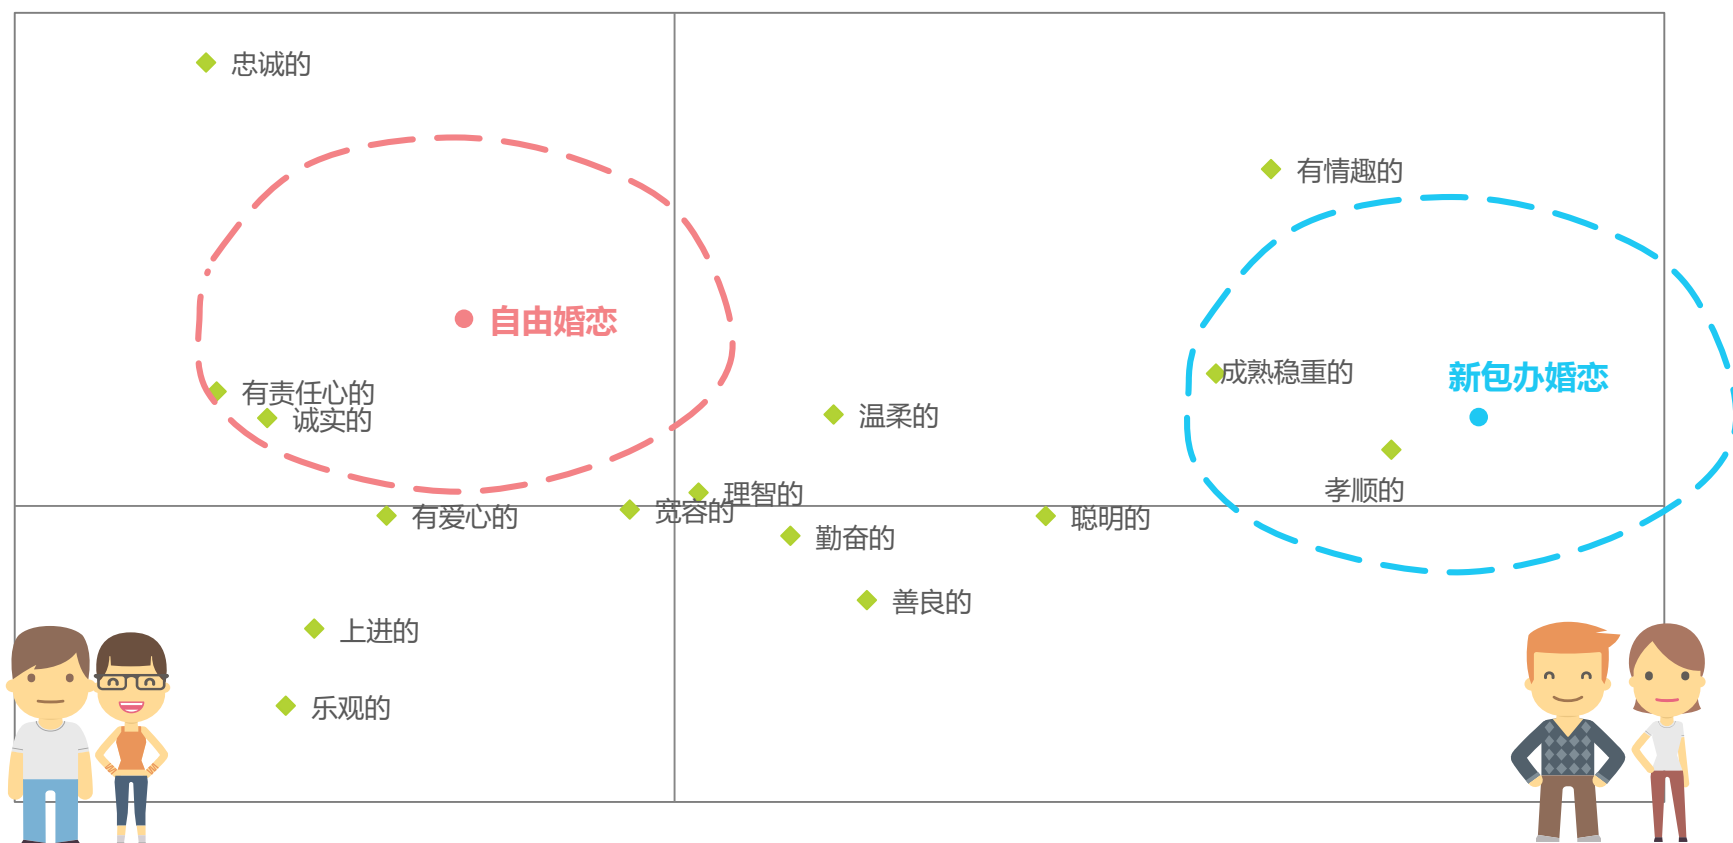 忠诚的
有情趣的
自由婚恋
成熟稳重的
新包办婚恋
有责任心的
诚实的
温柔的
孝顺的
理智的
宽容的
有爱心的
聪明的
勤奋的
善良的
上进的
乐观的